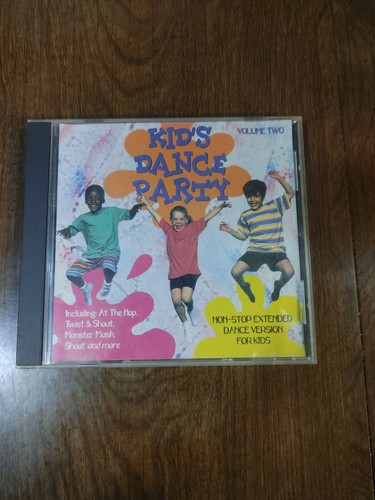 KID'S
DANCE
PARTY
VOLUME TWO
Including: At The Hop,
Twist & Shout,
Monster Mash,
Shout and more
NON-STOP EXTENDED
DANCE VERSION
FOR KIDS